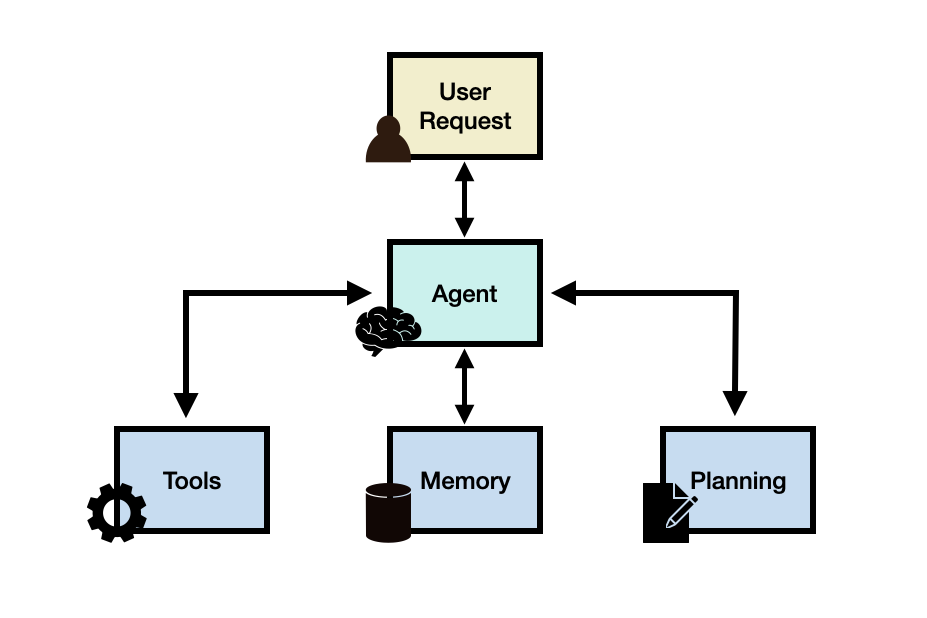 User
Request
Agent
Tools
Memory
Planning